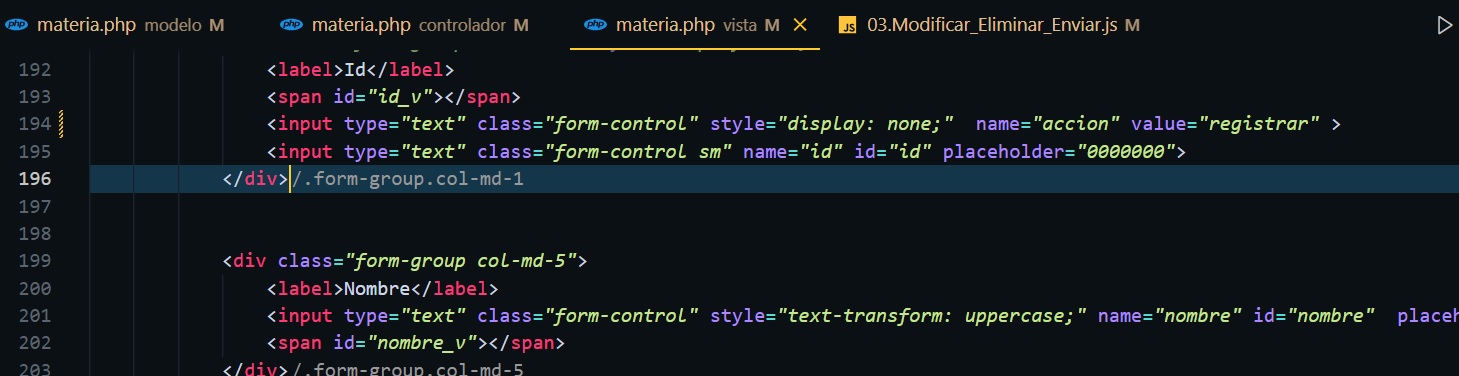 php materia.php modelo M php materia.php controlador M php materia.php vista M JS 03.Modificar_Eliminar_Enviar.js M
192 <label>Id</label>
193 <span id="id_v"></span>
194 <input type="text" class="form-control" style="display: none;"  name="accion" value="registrar" >
195 <input type="text" class="form-control sm" name="id" id="id" placeholder="0000000">
196 </div>/.form-group.col-md-1
197
198
199 <div class="form-group col-md-5">
200 <label>Nombre</label>
201 <input type="text" class="form-control" style="text-transform: uppercase;" name="nombre" id="nombre"  placeh
202 <span id="nombre_v"></span>
203 </div>/.form-group.col-md-5